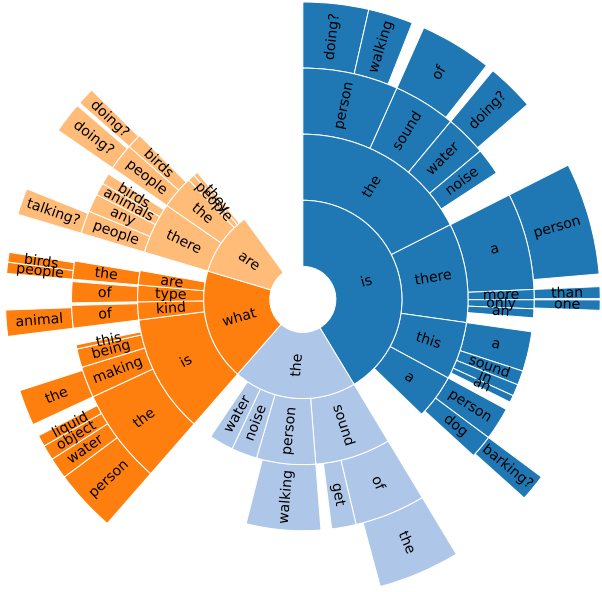 is
the
person
doing?
walking
sound
of
water
doing?
noise
there
a
person
more
than
only
one
an
this
a
sound
in
an
a
person
dog
barking?
the
sound
of
the
get
person
walking
noise
water
what
is
the
person
water
object
liquid
making
the
being
this
kind
of
animal
type
of
are
the
people
birds
are
there
people
talking?
any
animals
birds
the
people
doing?
birds
doing?
people
they